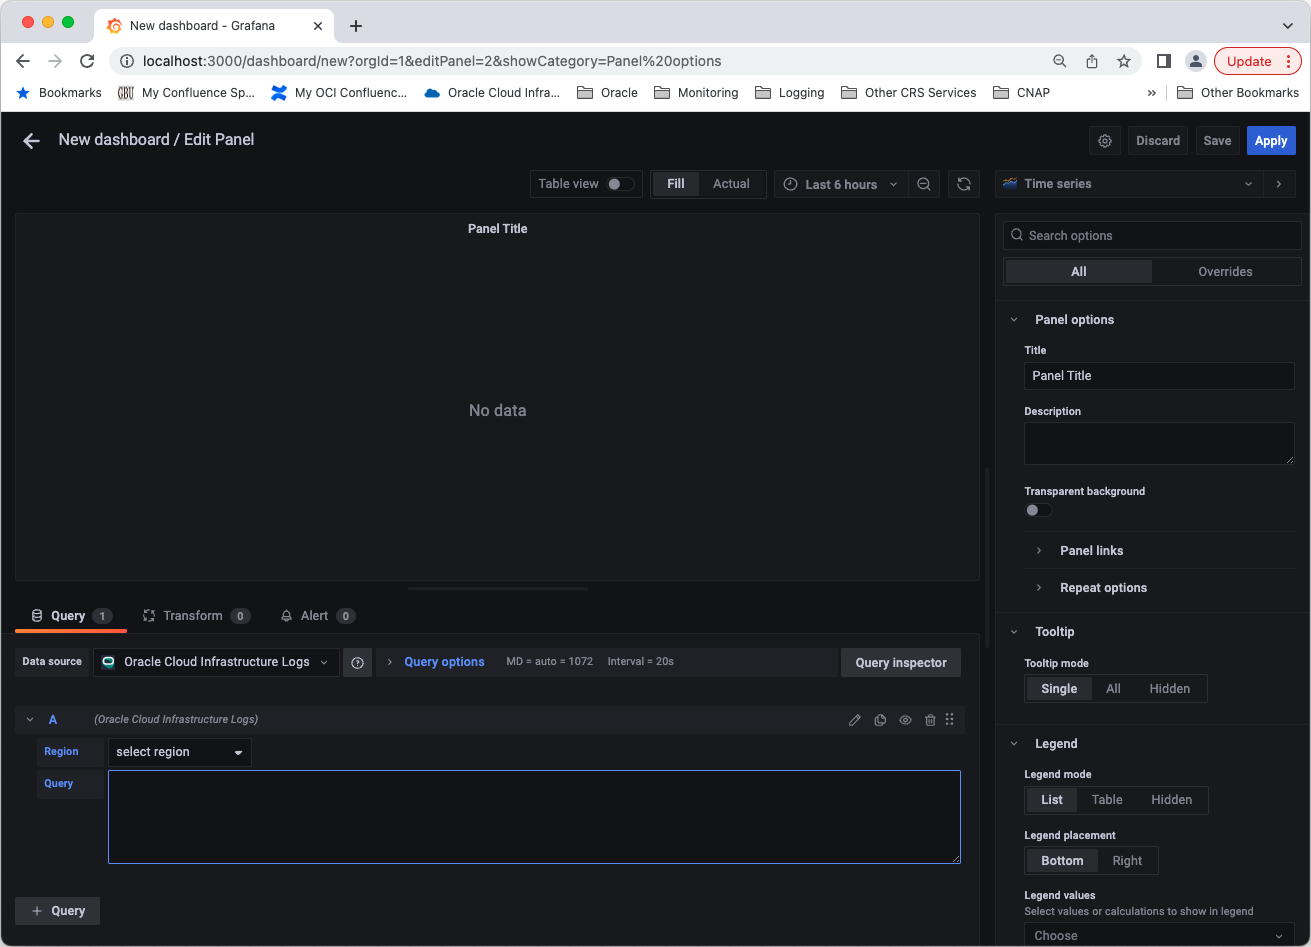 New dashboard - Grafana
localhost:3000/dashboard/new?orgId=1&editPanel=2&showCategory=Panel%20options
Update
Bookmarks
GBU
My Confluence Sp...
My OCI Confluenc...
Oracle Cloud Infra...
Oracle
Monitoring
Logging
Other CRS Services
CNAP
»
Other Bookmarks
New dashboard / Edit Panel
Discard
Save
Apply
Table view
Fill
Actual
Last 6 hours
Time series
Panel Title
No data
Search options
All
Overrides
Panel options
Title
Panel Title
Description
Transparent background
Panel links
Repeat options
Tooltip
Tooltip mode
Single
All
Hidden
Legend
Legend mode
List
Table
Hidden
Legend placement
Bottom
Right
Legend values
Select values or calculations to show in legend
Choose
Query 1
Transform 0
Alert 0
Data source
Oracle Cloud Infrastructure Logs
Query options
MD = auto = 1072
Interval = 20s
Query inspector
A
(Oracle Cloud Infrastructure Logs)
Region
select region
Query
+ Query